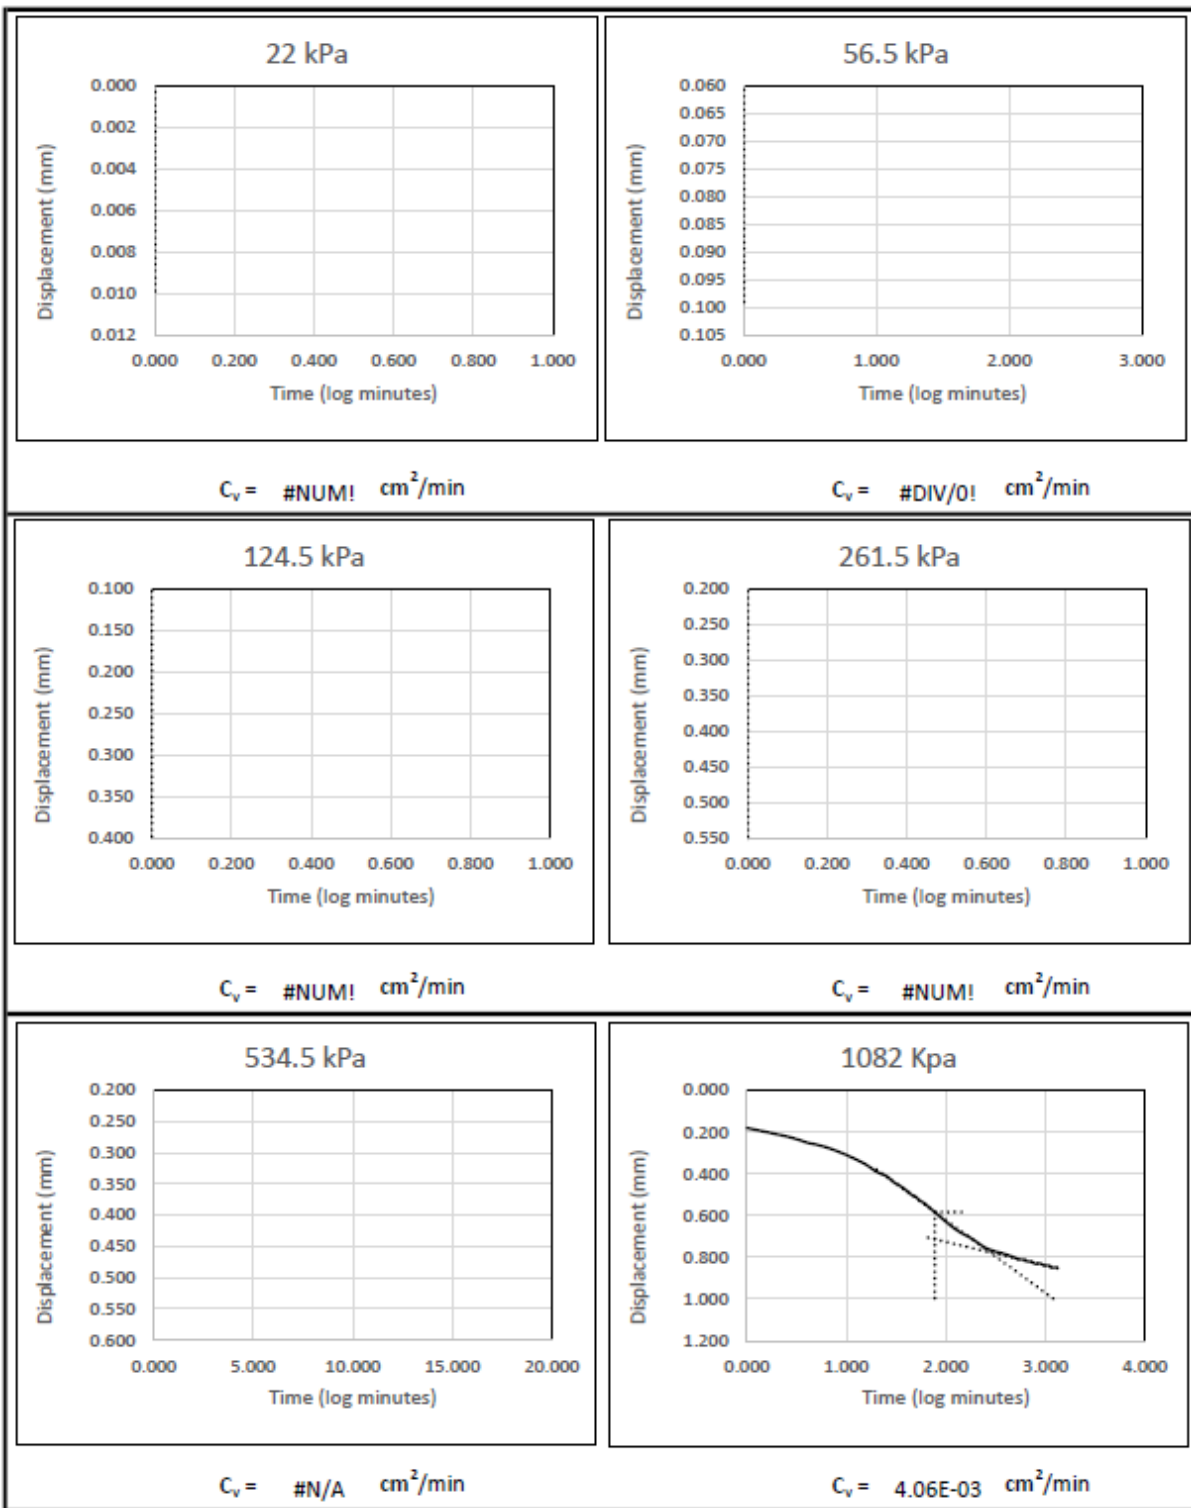 22 kPa
0.000
0.002
0.004
0.006
0.008
0.010
0.012
Displacement (mm)
0.000 0.200 0.400 0.600 0.800 1.000
Time (log minutes)
Cv = #NUM! cm²/min
56.5 kPa
0.060
0.065
0.070
0.075
0.080
0.085
0.090
0.095
0.100
0.105
Displacement (mm)
0.000 1.000 2.000 3.000
Time (log minutes)
Cv = #DIV/0! cm²/min
124.5 kPa
0.100
0.150
0.200
0.250
0.300
0.350
0.400
Displacement (mm)
0.000 0.200 0.400 0.600 0.800 1.000
Time (log minutes)
Cv = #NUM! cm²/min
261.5 kPa
0.200
0.250
0.300
0.350
0.400
0.450
0.500
0.550
Displacement (mm)
0.000 0.200 0.400 0.600 0.800 1.000
Time (log minutes)
Cv = #NUM! cm²/min
534.5 kPa
0.200
0.250
0.300
0.350
0.400
0.450
0.500
0.550
0.600
Displacement (mm)
0.000 5.000 10.000 15.000 20.000
Time (log minutes)
Cv = #N/A cm²/min
1082 Kpa
0.000
0.200
0.400
0.600
0.800
1.000
1.200
Displacement (mm)
0.000 1.000 2.000 3.000 4.000
Time (log minutes)
Cv = 4.06E-03 cm²/min